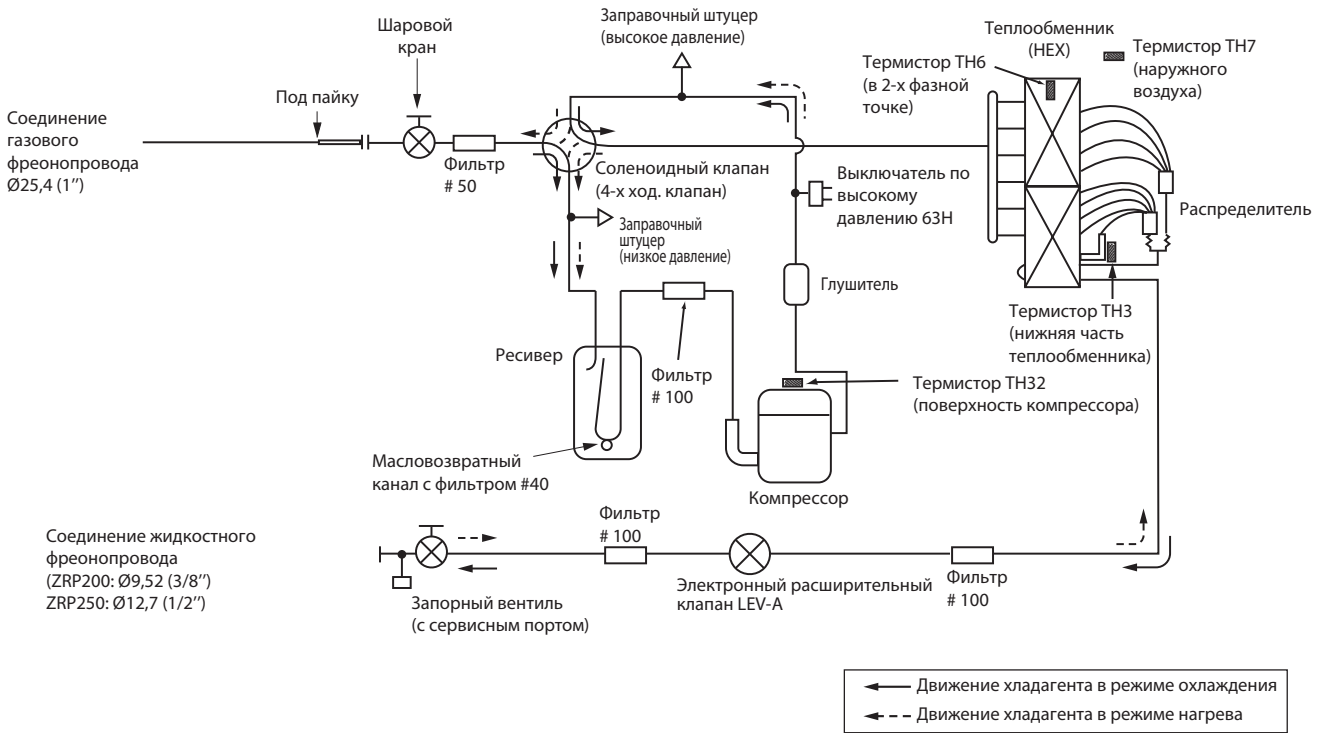 Заправочный штуцер
(высокое давление)
Шаровой
кран
Теплообменник
(HEX)
Термистор TH7
(наружного
воздуха)
Термистор TH6
(в 2-х фазной
точке)
Под пайку
Соединение
газового
фреонопровода
Ø25,4 (1’’)
Фильтр
# 50
Соленоидный клапан
(4-х ход. клапан)
Выключатель по
высокому
давлению 63H
Распределитель
Заправочный
штуцер
(низкое давление)
Глушитель
Термистор TH3
(нижняя часть
теплообменника)
Ресивер
Фильтр
# 100
Термистор TH32
(поверхность компрессора)
Масловозвратный
канал с фильтром #40
Компрессор
Соединение жидкостного
фреонопровода
(ZRP200: Ø9,52 (3/8’’)
ZRP250: Ø12,7 (1/2’’)
Фильтр
# 100
Электронный расширительный
клапан LEV-A
Фильтр
# 100
Запорный вентиль
(с сервисным портом)
Движение хладагента в режиме охлаждения
Движение хладагента в режиме нагрева